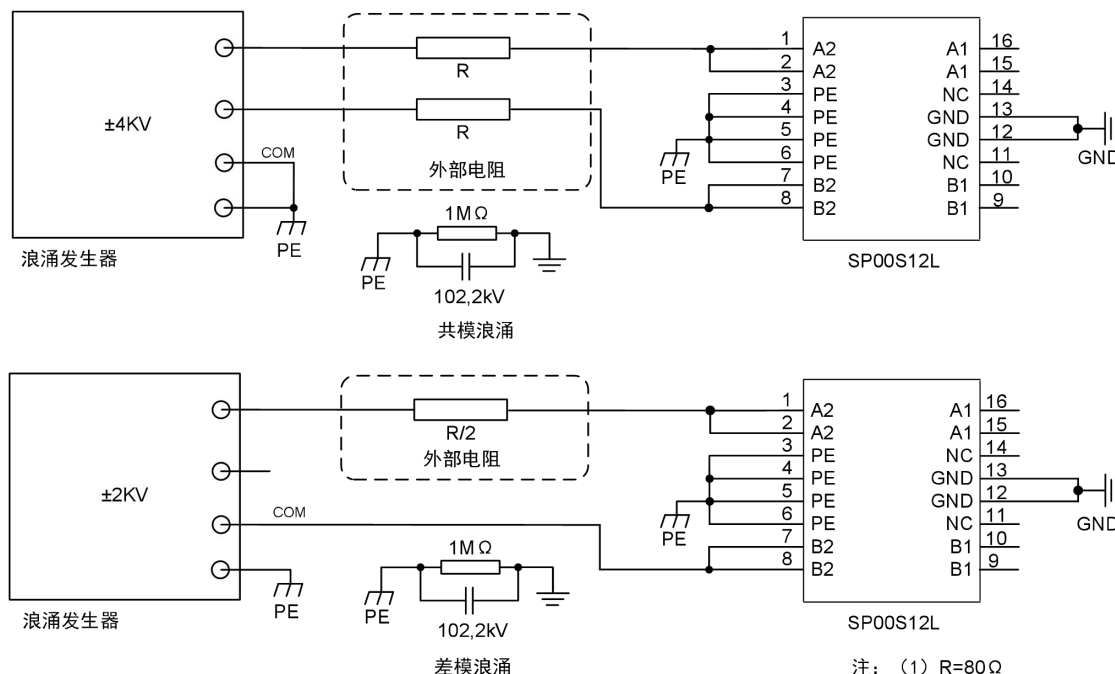 ±4KV
COM
PE
浪涌发生器
R
R
外部电阻
PE
1MΩ
102,2kV
共模浪涌
PE
1 A2
2 A2
3 PE
4 PE
5 PE
6 PE
7 B2
8 B2
A1 16
A1 15
NC 14
GND 13
GND 12
NC 11
B1 10
B1 9
GND
SP00S12L
±2KV
COM
PE
浪涌发生器
R/2
外部电阻
PE
1MΩ
102,2kV
差模浪涌
PE
1 A2
2 A2
3 PE
4 PE
5 PE
6 PE
7 B2
8 B2
A1 16
A1 15
NC 14
GND 13
GND 12
NC 11
B1 10
B1 9
GND
SP00S12L
注：（1）R=80Ω